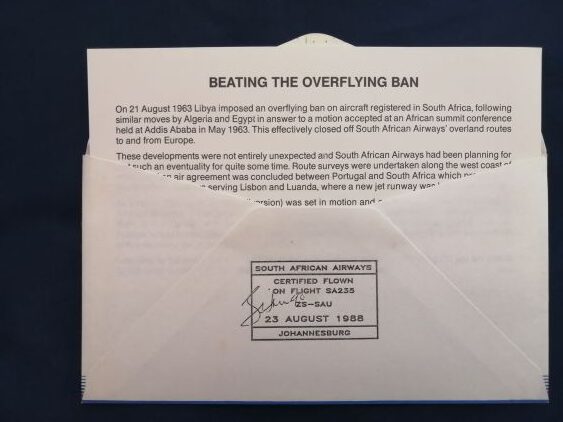 BEATING THE OVERFLYING BAN
On 21 August 1963 Libya imposed an overflying ban on aircraft registered in South Africa, following
similar moves by Algeria and Egypt in answer to a motion accepted at an African summit conference
held at Addis Ababa in May 1963. This effectively closed off South African Airways' overland routes
to and from Europe.
These developments were not entirely unexpected and South African Airways had been planning for
such an eventuality for quite some time. Route surveys were undertaken along the west coast of
air agreement was concluded between Portugal and South Africa which
serving Lisbon and Luanda, where a new jet runway was
was set in motion and
SOUTH AFRICAN AIRWAYS
CERTIFIED FLOWN
ON FLIGHT SA235
ZS-SAU
23 AUGUST 1988
JOHANNESBURG